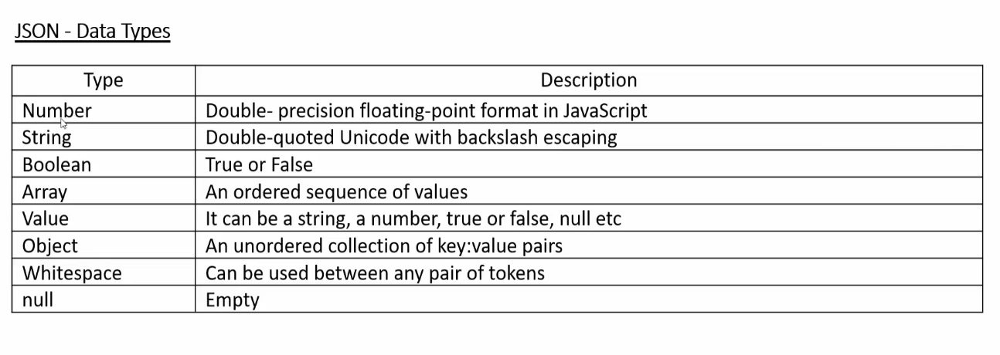 JSON - Data Types
Type Description
Number Double- precision floating-point format in JavaScript
String Double-quoted Unicode with backslash escaping
Boolean True or False
Array An ordered sequence of values
Value It can be a string, a number, true or false, null etc
Object An unordered collection of key:value pairs
Whitespace Can be used between any pair of tokens
null Empty